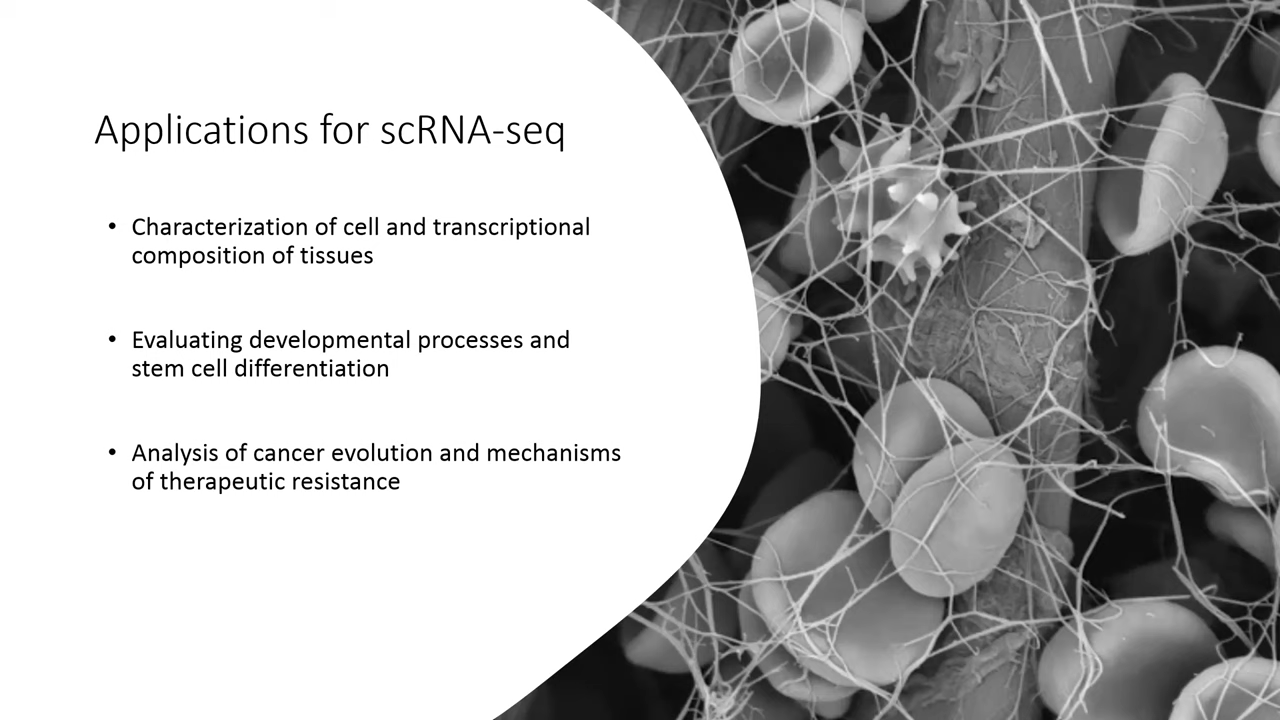 Applications for scRNA-seq
• Characterization of cell and transcriptional
composition of tissues
• Evaluating developmental processes and
stem cell differentiation
• Analysis of cancer evolution and mechanisms
of therapeutic resistance